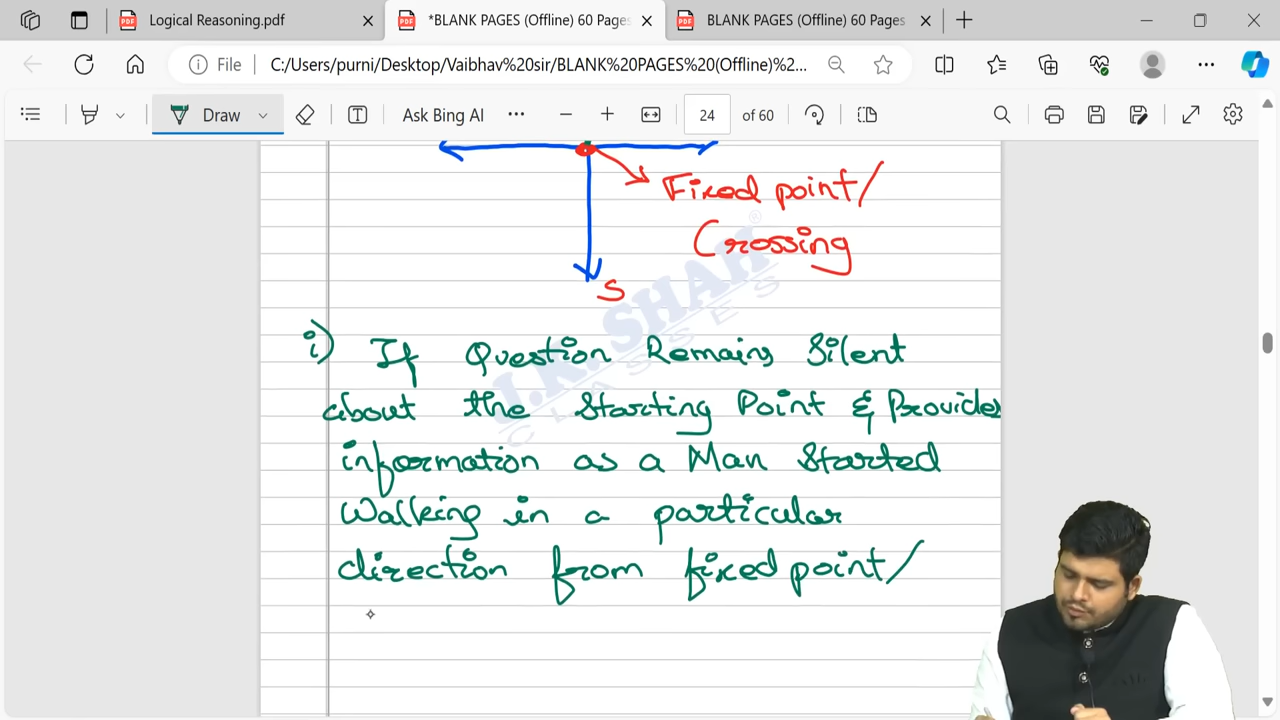 Logical Reasoning.pdf
*BLANK PAGES (Offline) 60 Pages
BLANK PAGES (Offline) 60 Pages
File
C:/Users/purni/Desktop/Vaibhav%20sir/BLANK%20PAGES%20(Offline)%2...
Draw
Ask Bing AI
24
of 60
Fixed point/
Crossing
S
I.K. SHAH®
CLASSES
i) If Question Remains Silent
about the Starting Point & Provides
information as a Man Started
Walking in a particular
direction from fixed point/